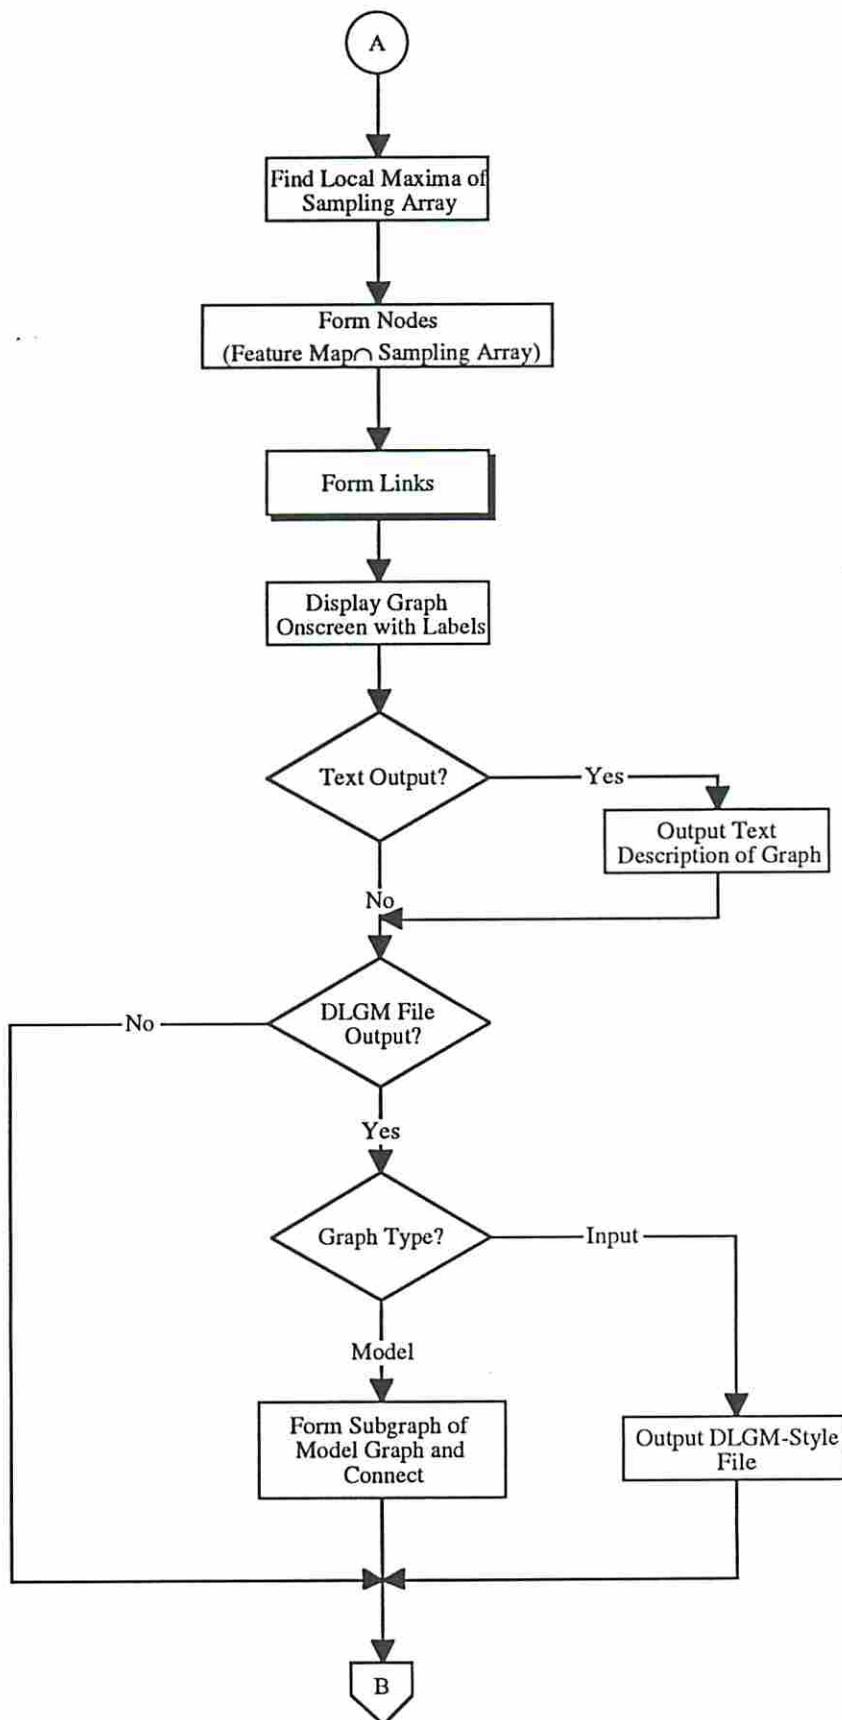 A
Find Local Maxima of
Sampling Array
Form Nodes
(Feature Map∩ Sampling Array)
Form Links
Display Graph
Onscreen with Labels
Text Output?
Yes
Output Text
Description of Graph
No
DLGM File
Output?
No
Yes
Graph Type?
Input
Model
Form Subgraph of
Model Graph and
Connect
Output DLGM-Style
File
B